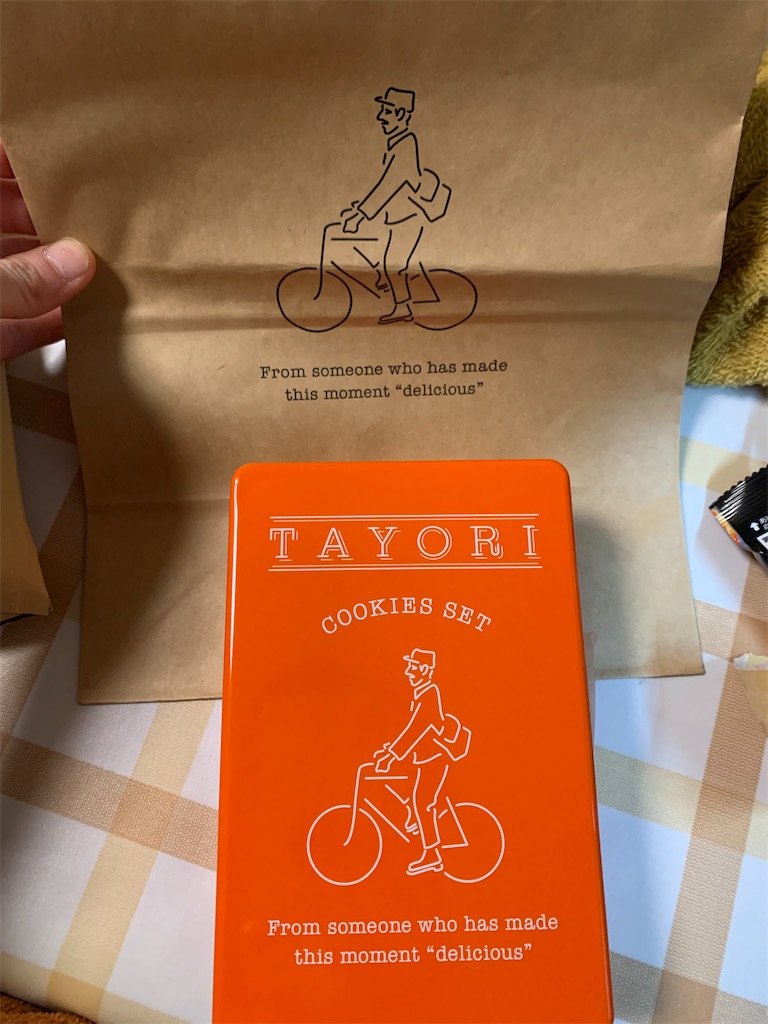 From someone who has made
this moment “delicious”
TAYORI
COOKIES SET
From someone who has made
this moment “delicious”